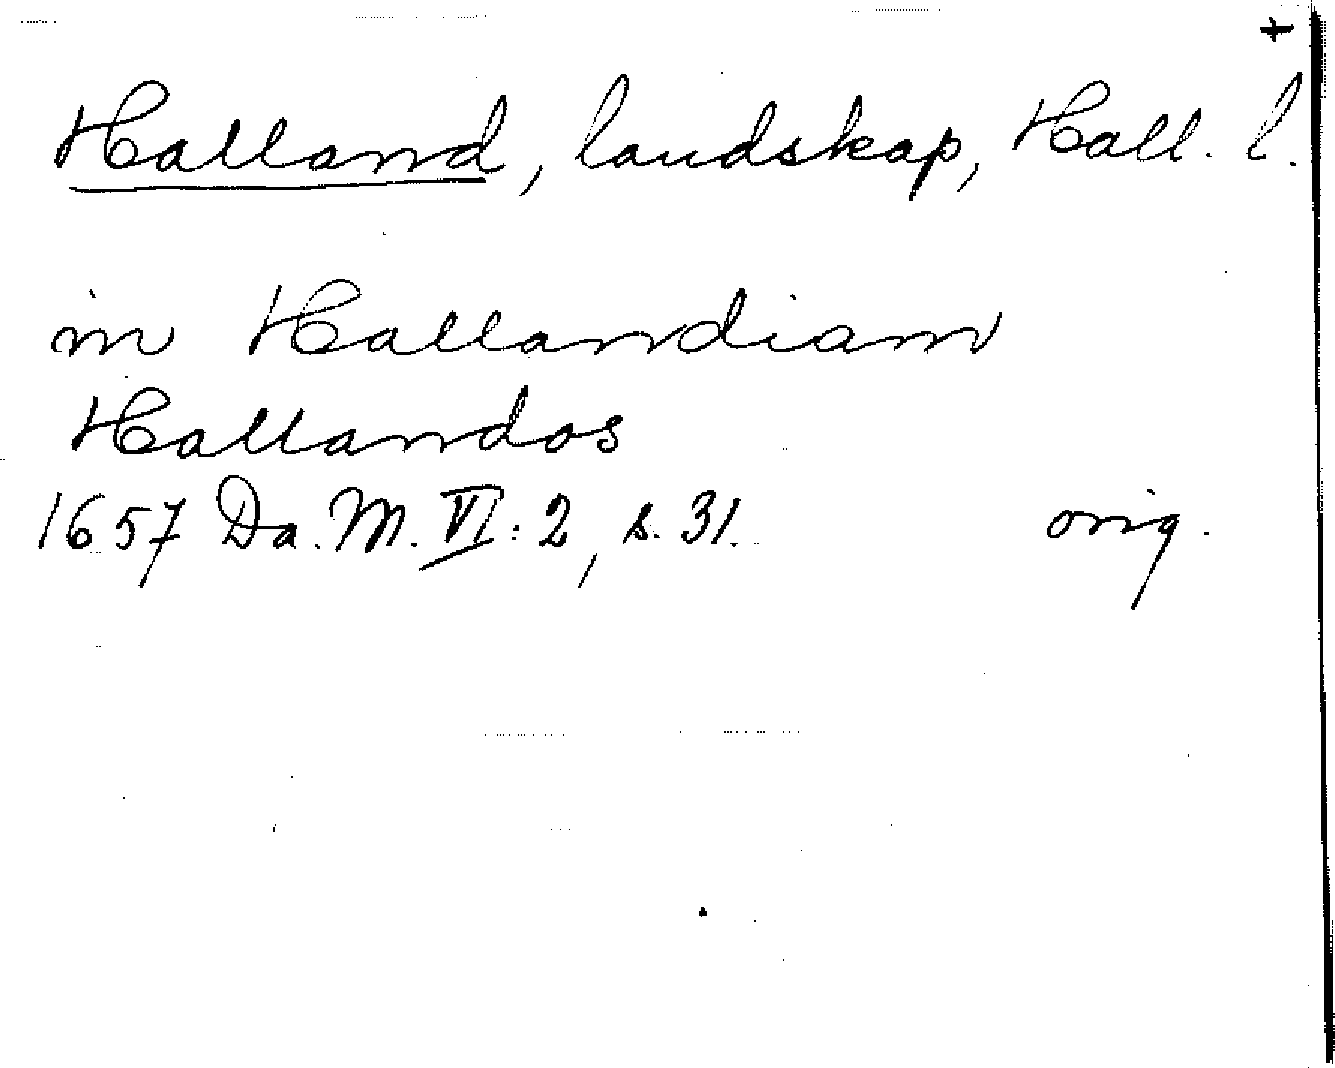 +
Halland, landskap, Hall. l.
in Hallandiam
Hallandos
1657 Da. M. VI: 2, s. 31. orig.